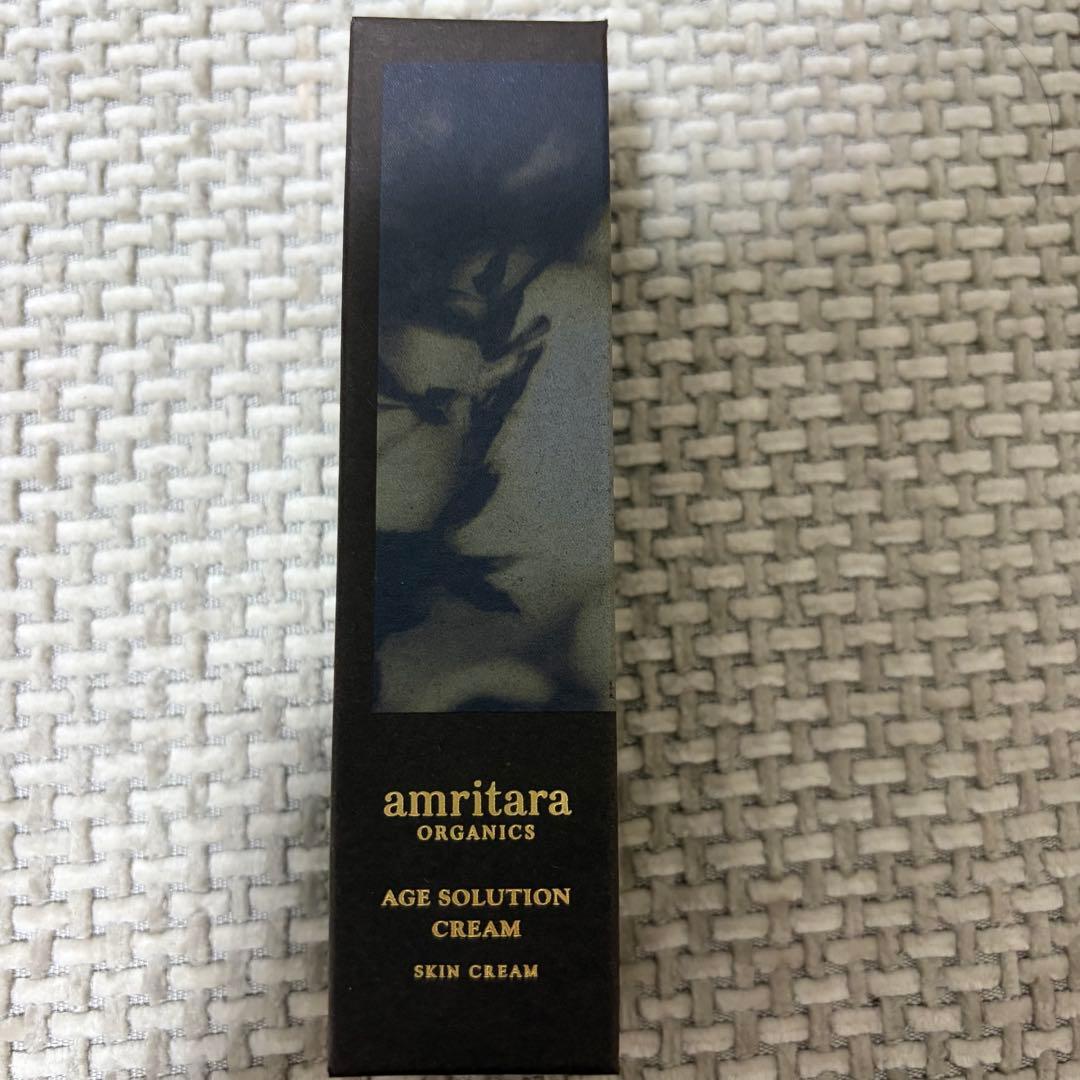 amritara
ORGANICS
AGE SOLUTION
CREAM
SKIN CREAM